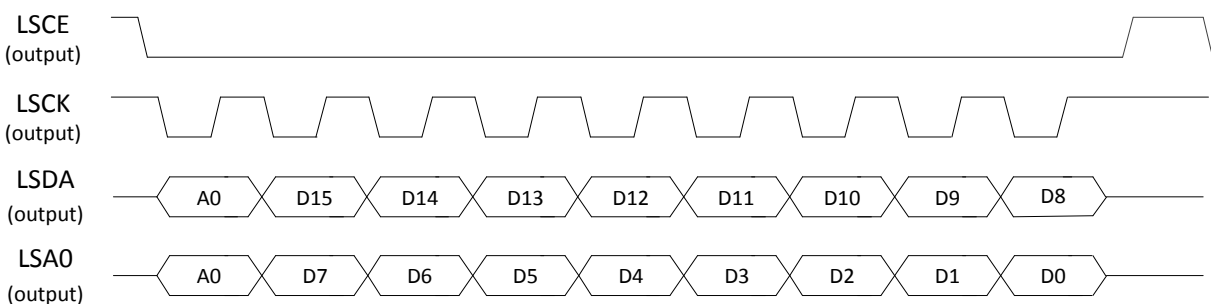 LSCE
(output)
LSCK
(output)
LSDA
(output)
A0 D15 D14 D13 D12 D11 D10 D9 D8
LSA0
(output)
A0 D7 D6 D5 D4 D3 D2 D1 D0